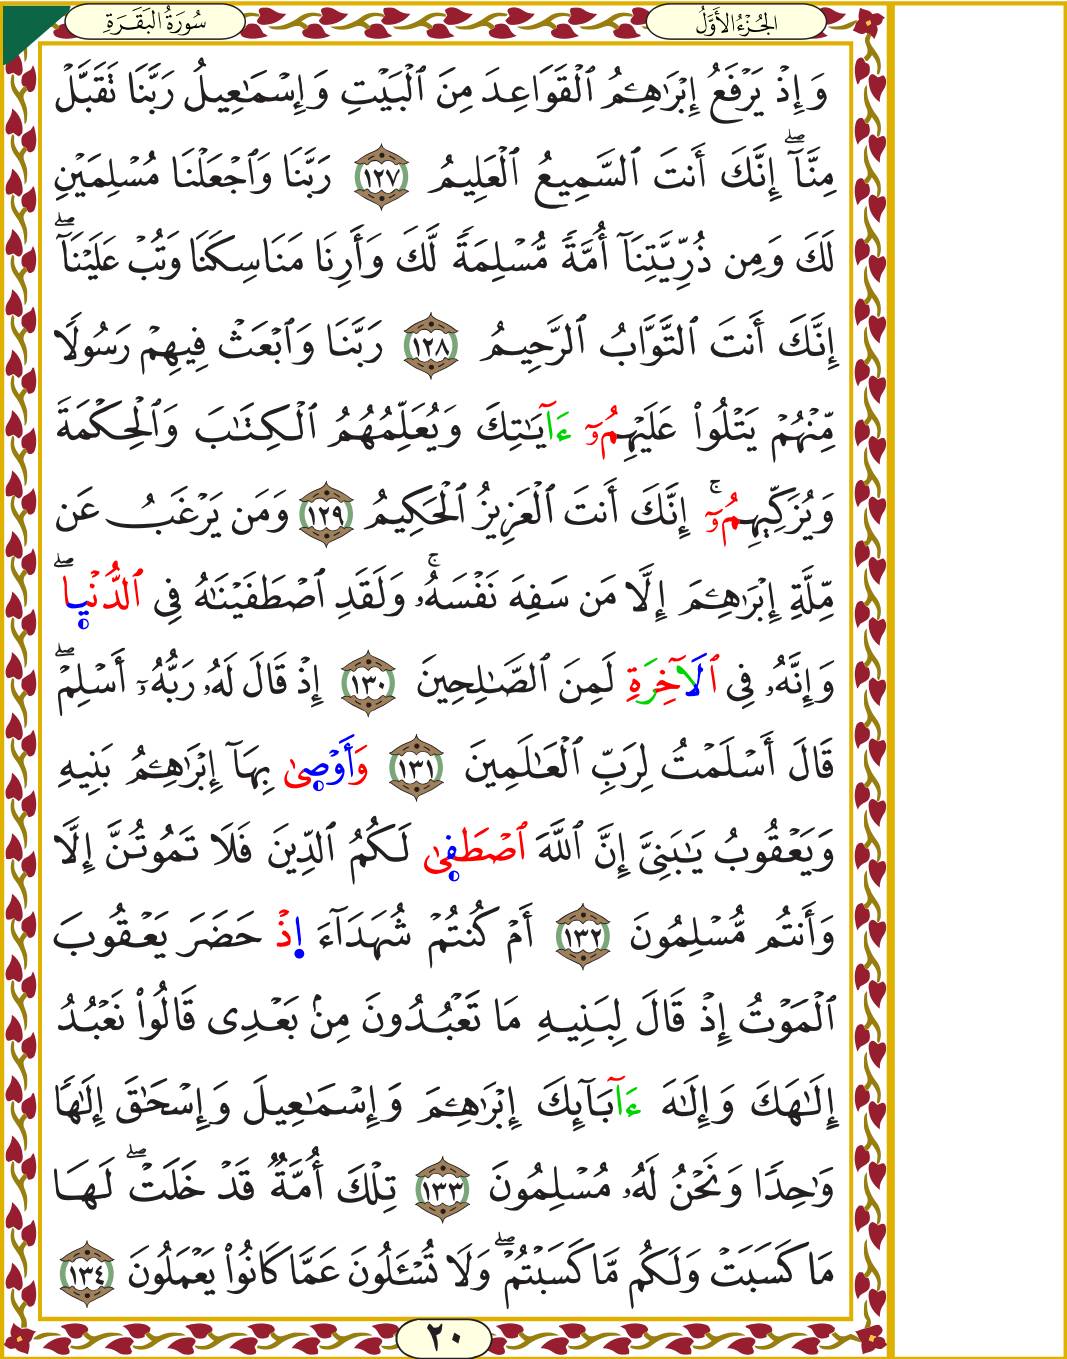 سُورَةُ البَقَرَةِ
الجُزْءُ الأَوَّلُ
وَإِذْ يَرْفَعُ إِبْرَٰهِـۧمُ ٱلْقَوَاعِدَ مِنَ ٱلْبَيْتِ وَإِسْمَـٰعِيلُ رَبَّنَا تَقَبَّلْ
مِنَّآۖ إِنَّكَ أَنتَ ٱلسَّمِيعُ ٱلْعَلِيمُ ١٢٧ رَبَّنَا وَٱجْعَلْنَا مُسْلِمَيْنِ
لَكَ وَمِن ذُرِّيَّتِنَآ أُمَّةً مُّسْلِمَةً لَّكَ وَأَرِنَا مَنَاسِكَنَا وَتُبْ عَلَيْنَآۖ
إِنَّكَ أَنتَ ٱلتَّوَّابُ ٱلرَّحِيمُ ١٢٨ رَبَّنَا وَٱبْعَثْ فِيهِمْ رَسُولًا
مِّنْهُمْ يَتْلُوا۟ عَلَيْهِمُۥٓ ءَايَـٰتِكَ وَيُعَلِّمُهُمُ ٱلْكِتَـٰبَ وَٱلْحِكْمَةَ
وَيُزَكِّيهِمُۥٓۚ إِنَّكَ أَنتَ ٱلْعَزِيزُ ٱلْحَكِيمُ ١٢٩ وَمَن يَرْغَبُ عَن
مِّلَّةِ إِبْرَٰهِـۧمَ إِلَّا مَن سَفِهَ نَفْسَهُۥۚ وَلَقَدِ ٱصْطَفَيْنَـٰهُ فِى ٱلدُّنْيَاۖ
وَإِنَّهُۥ فِى ٱلَآخِرَةِ لَمِنَ ٱلصَّـٰلِحِينَ ١٣٠ إِذْ قَالَ لَهُۥ رَبُّهُۥٓ أَسْلِمْۖ
قَالَ أَسْلَمْتُ لِرَبِّ ٱلْعَـٰلَمِينَ ١٣١ وَأَوْصىٰ بِهَآ إِبْرَٰهِـۧمُ بَنِيهِ
وَيَعْقُوبُ يَـٰبَنِىَّ إِنَّ ٱللَّهَ ٱصْطَفىٰ لَكُمُ ٱلدِّينَ فَلَا تَمُوتُنَّ إِلَّا
وَأَنتُم مُّسْلِمُونَ ١٣٢ أَمْ كُنتُمْ شُهَدَآءَ اِذْ حَضَرَ يَعْقُوبَ
ٱلْمَوْتُ إِذْ قَالَ لِبَنِيهِ مَا تَعْبُدُونَ مِنۢ بَعْدِى قَالُوا۟ نَعْبُدُ
إِلَـٰهَكَ وَإِلَـٰهَ ءَابَآئِكَ إِبْرَٰهِـۧمَ وَإِسْمَـٰعِيلَ وَإِسْحَـٰقَ إِلَـٰهًا
وَٰحِدًا وَنَحْنُ لَهُۥ مُسْلِمُونَ ١٣٣ تِلْكَ أُمَّةٌ قَدْ خَلَتْۖ لَهَا
مَا كَسَبَتْ وَلَكُم مَّا كَسَبْتُمْۖ وَلَا تُسْـَٔلُونَ عَمَّا كَانُوا۟ يَعْمَلُونَ ١٣٤
٢٠